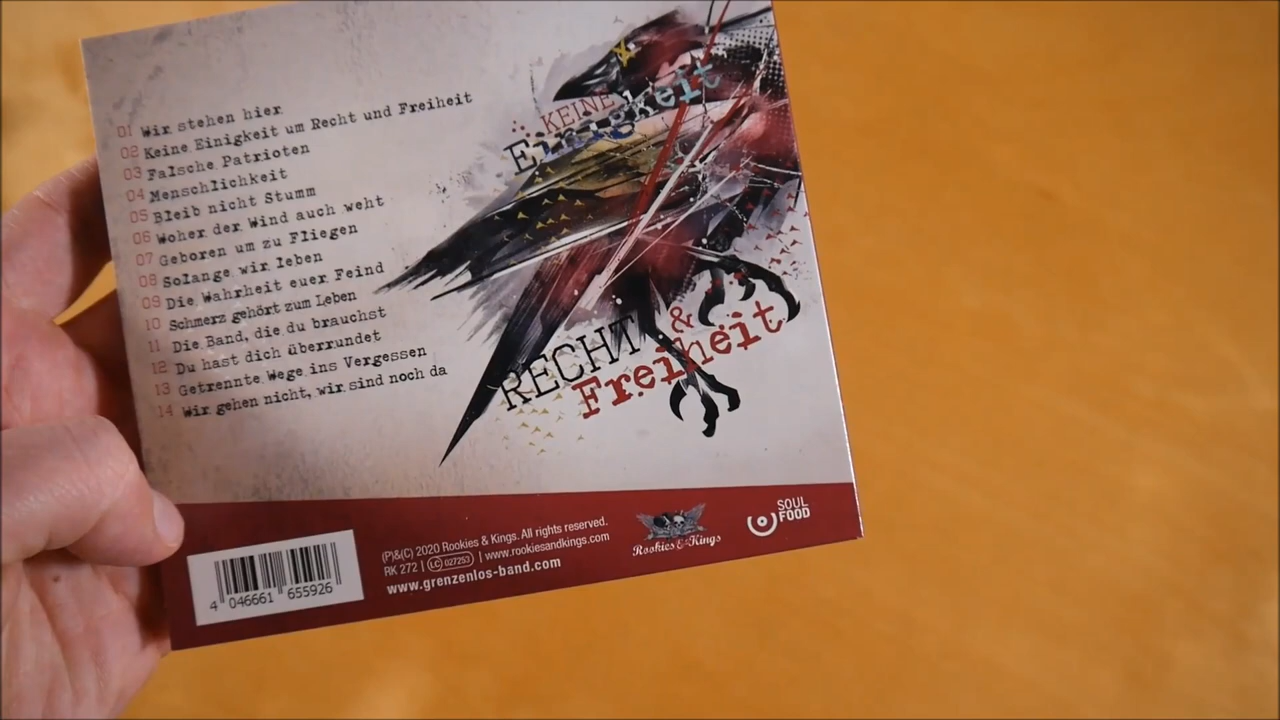 01 Wir stehen hier
02 Keine Einigkeit um Recht und Freiheit
03 Falsche Patrioten
04 Menschlichkeit
05 Bleib nicht Stumm
06 Woher der Wind auch weht
07 Geboren um zu Fliegen
08 Solange wir leben
09 Die Wahrheit euer Feind
10 Schmerz gehört zum Leben
11 Die Band, die du brauchst
12 Du hast dich überrundet
13 Getrennte Wege ins Vergessen
14 Wir gehen nicht, wir sind noch da
KEINE
Einigkeit
RECHT &
Freiheit
4 046661 655926
(P)&(C) 2020 Rookies & Kings. All rights reserved.
RK 272 | LC 027253 | www.rookiesandkings.com
www.grenzenlos-band.com
Rookies & Kings
SOUL
FOOD